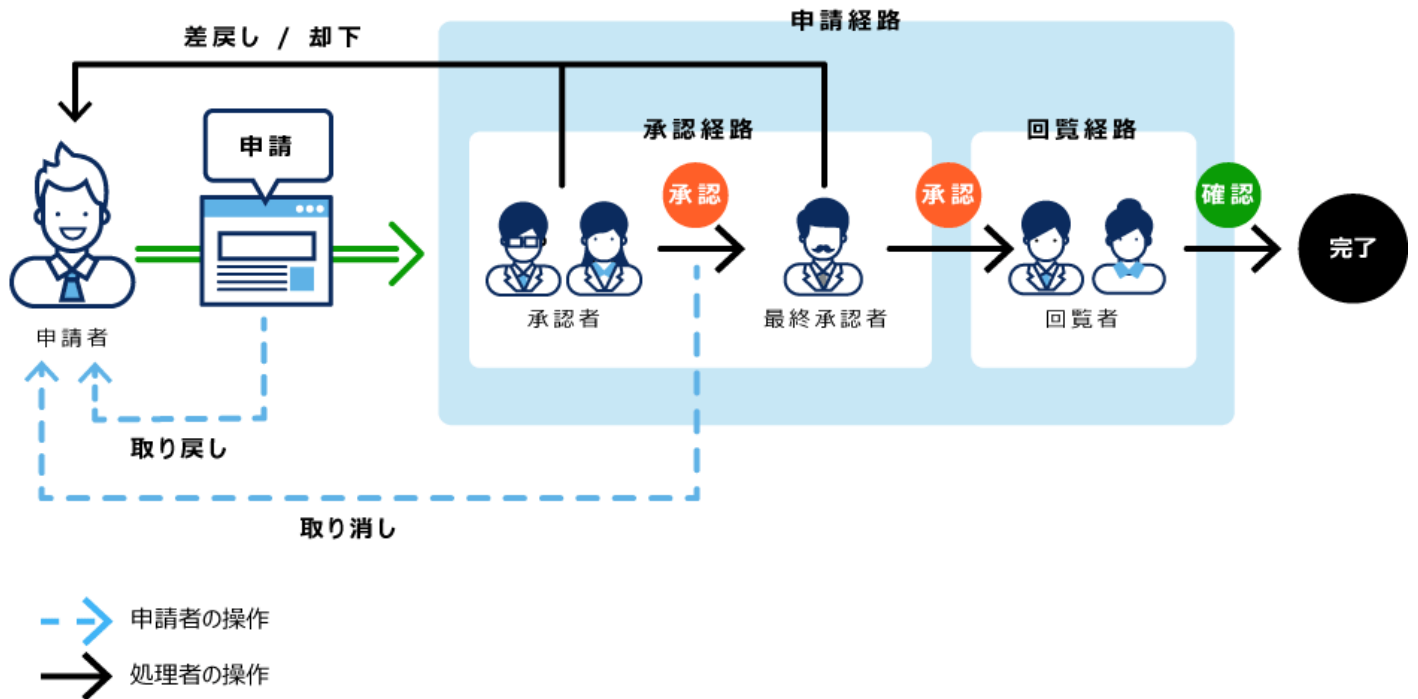 申請経路
差戻し / 却下
承認経路
回覧経路
申請
承認
承認
確認
完了
申請者
承認者
最終承認者
回覧者
取り戻し
取り消し
申請者の操作
処理者の操作